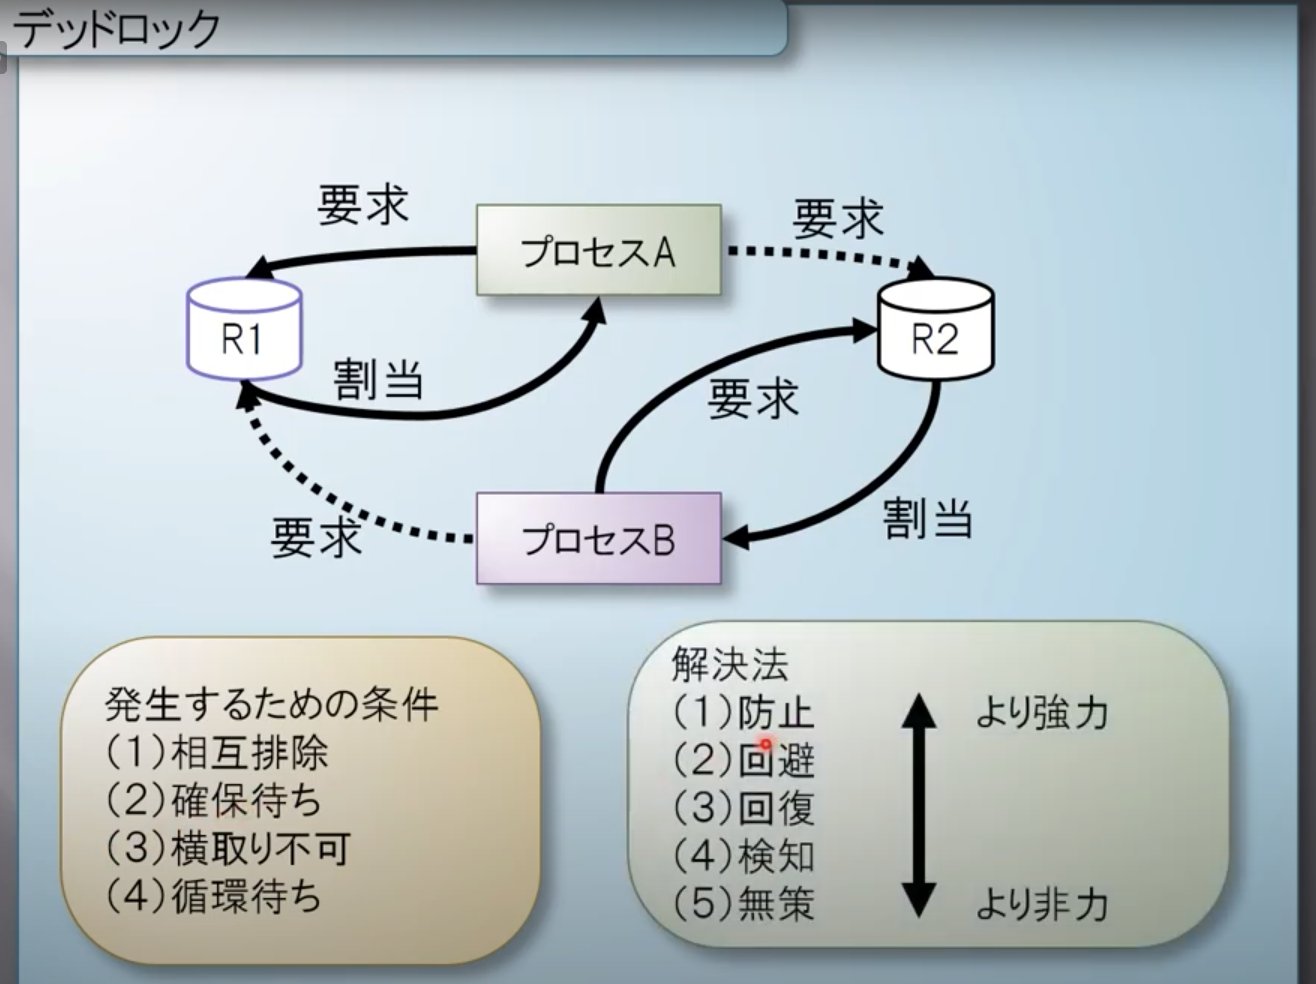 デッドロック
要求
プロセスA
要求
R1
R2
割当
要求
要求
プロセスB
割当
発生するための条件
(1)相互排除
(2)確保待ち
(3)横取り不可
(4)循環待ち
解決法
(1)防止
より強力
(2)回避
(3)回復
(4)検知
(5)無策
より非力